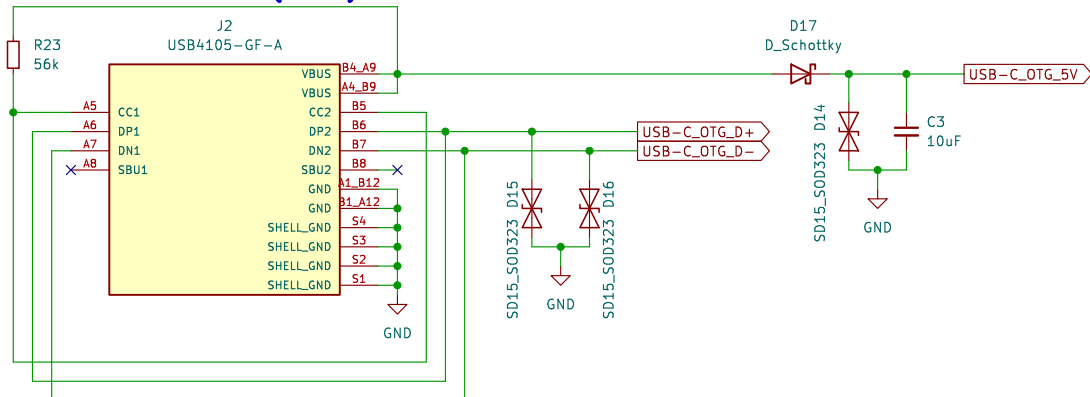 R23
56k
J2
USB4105-GF-A
A5
A6
A7
A8
CC1
DP1
DN1
SBU1
VBUS
VBUS
CC2
DP2
DN2
SBU2
GND
GND
SHELL_GND
SHELL_GND
SHELL_GND
SHELL_GND
B4_A9
A4_B9
B5
B6
B7
B8
A1_B12
B1_A12
S4
S3
S2
S1
GND
USB-C_OTG_D+
USB-C_OTG_D-
D15
SD15_SOD323
D16
SD15_SOD323
GND
D17
D_Schottky
D14
SD15_SOD323
C3
10uF
GND
USB-C_OTG_5V